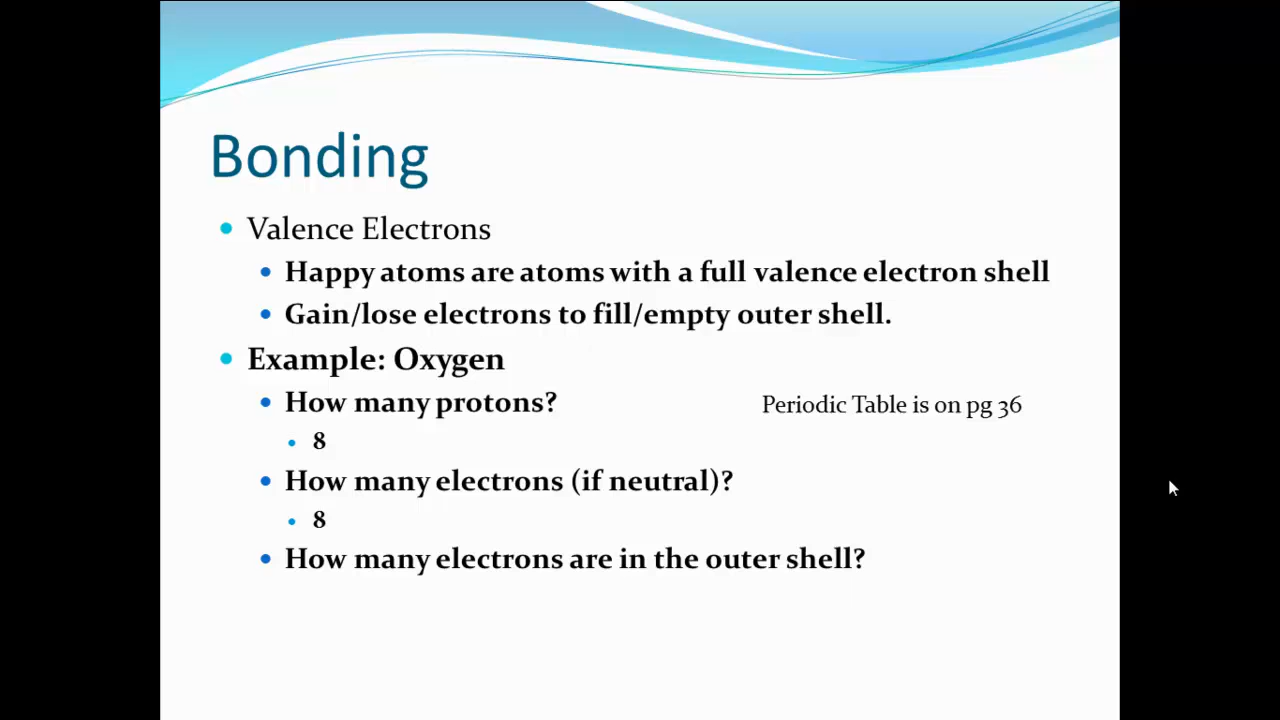 Bonding
Valence Electrons
Happy atoms are atoms with a full valence electron shell
Gain/lose electrons to fill/empty outer shell.
Example: Oxygen
How many protons?
Periodic Table is on pg 36
8
How many electrons (if neutral)?
8
How many electrons are in the outer shell?